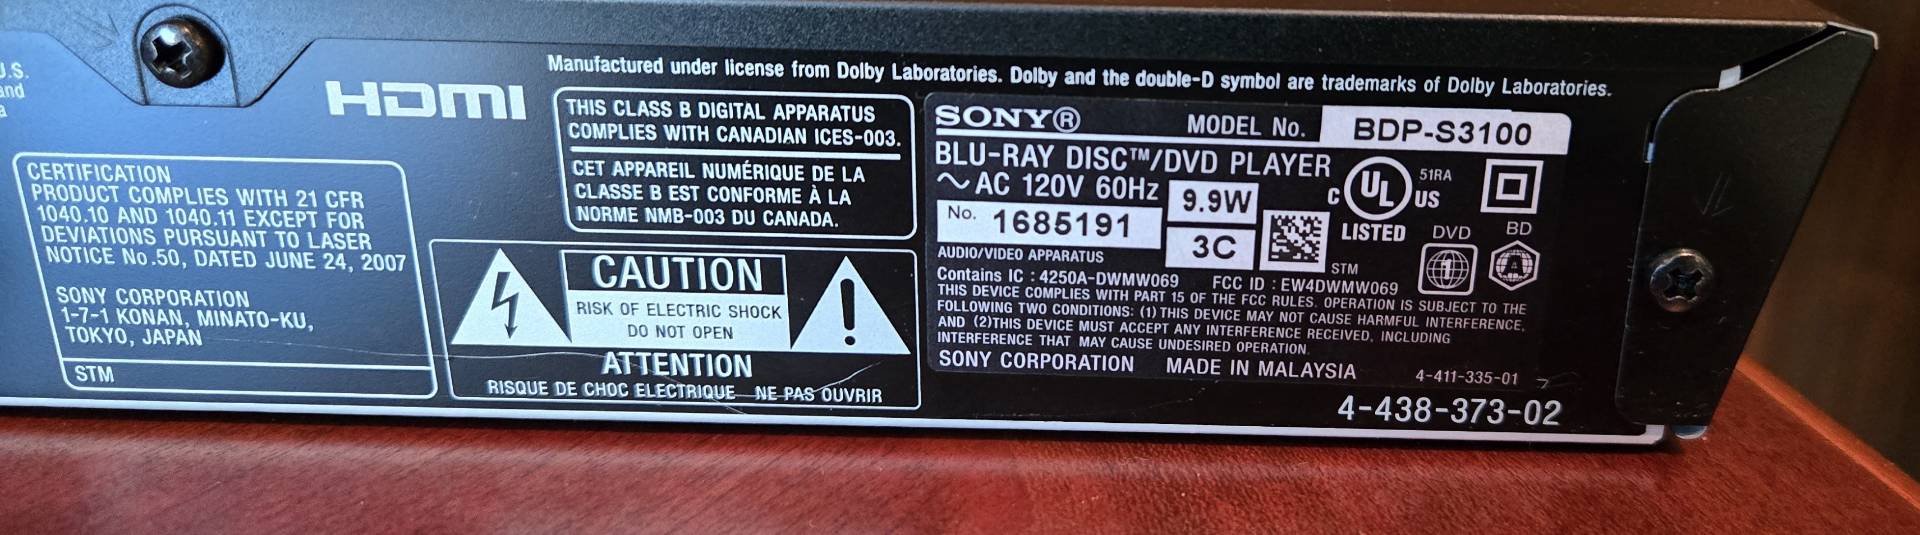 U.S.
and
HDMI
Manufactured under license from Dolby Laboratories. Dolby and the double-D symbol are trademarks of Dolby Laboratories.
CERTIFICATION
PRODUCT COMPLIES WITH 21 CFR
1040.10 AND 1040.11 EXCEPT FOR
DEVIATIONS PURSUANT TO LASER
NOTICE No.50, DATED JUNE 24, 2007
SONY CORPORATION
1-7-1 KONAN, MINATO-KU,
TOKYO, JAPAN
STM
THIS CLASS B DIGITAL APPARATUS
COMPLIES WITH CANADIAN ICES-003.
CET APPAREIL NUMÉRIQUE DE LA
CLASSE B EST CONFORME À LA
NORME NMB-003 DU CANADA.
CAUTION
RISK OF ELECTRIC SHOCK
DO NOT OPEN
ATTENTION
RISQUE DE CHOC ELECTRIQUE NE PAS OUVRIR
SONY® MODEL No. BDP-S3100
BLU-RAY DISC™/DVD PLAYER
~ AC 120V 60Hz 9.9W
No. 1685191 3C
C UL US 51RA
LISTED
DVD BD
1 A
AUDIO/VIDEO APPARATUS STM
Contains IC : 4250A-DWMW069 FCC ID : EW4DWMW069
THIS DEVICE COMPLIES WITH PART 15 OF THE FCC RULES. OPERATION IS SUBJECT TO THE
FOLLOWING TWO CONDITIONS: (1) THIS DEVICE MAY NOT CAUSE HARMFUL INTERFERENCE,
AND (2)THIS DEVICE MUST ACCEPT ANY INTERFERENCE RECEIVED, INCLUDING
INTERFERENCE THAT MAY CAUSE UNDESIRED OPERATION.
SONY CORPORATION MADE IN MALAYSIA 4-411-335-01
4-438-373-02